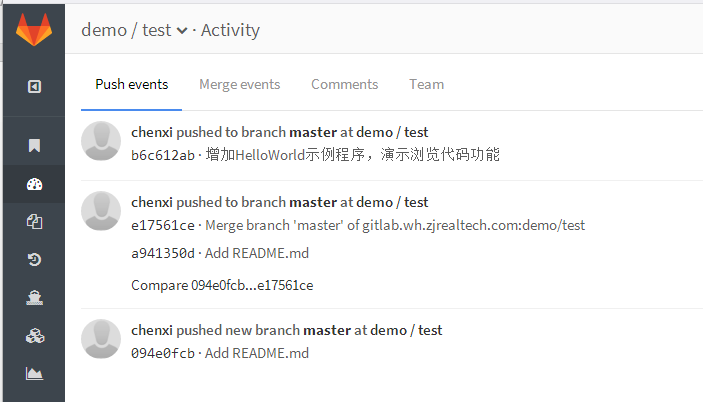 demo / test · Activity
Push events Merge events Comments Team
chenxi pushed to branch master at demo / test
b6c612ab · 增加HelloWorld示例程序，演示浏览代码功能
chenxi pushed to branch master at demo / test
e17561ce · Merge branch 'master' of gitlab.wh.zjrealtech.com:demo/test
a941350d · Add README.md
Compare 094e0fcb...e17561ce
chenxi pushed new branch master at demo / test
094e0fcb · Add README.md